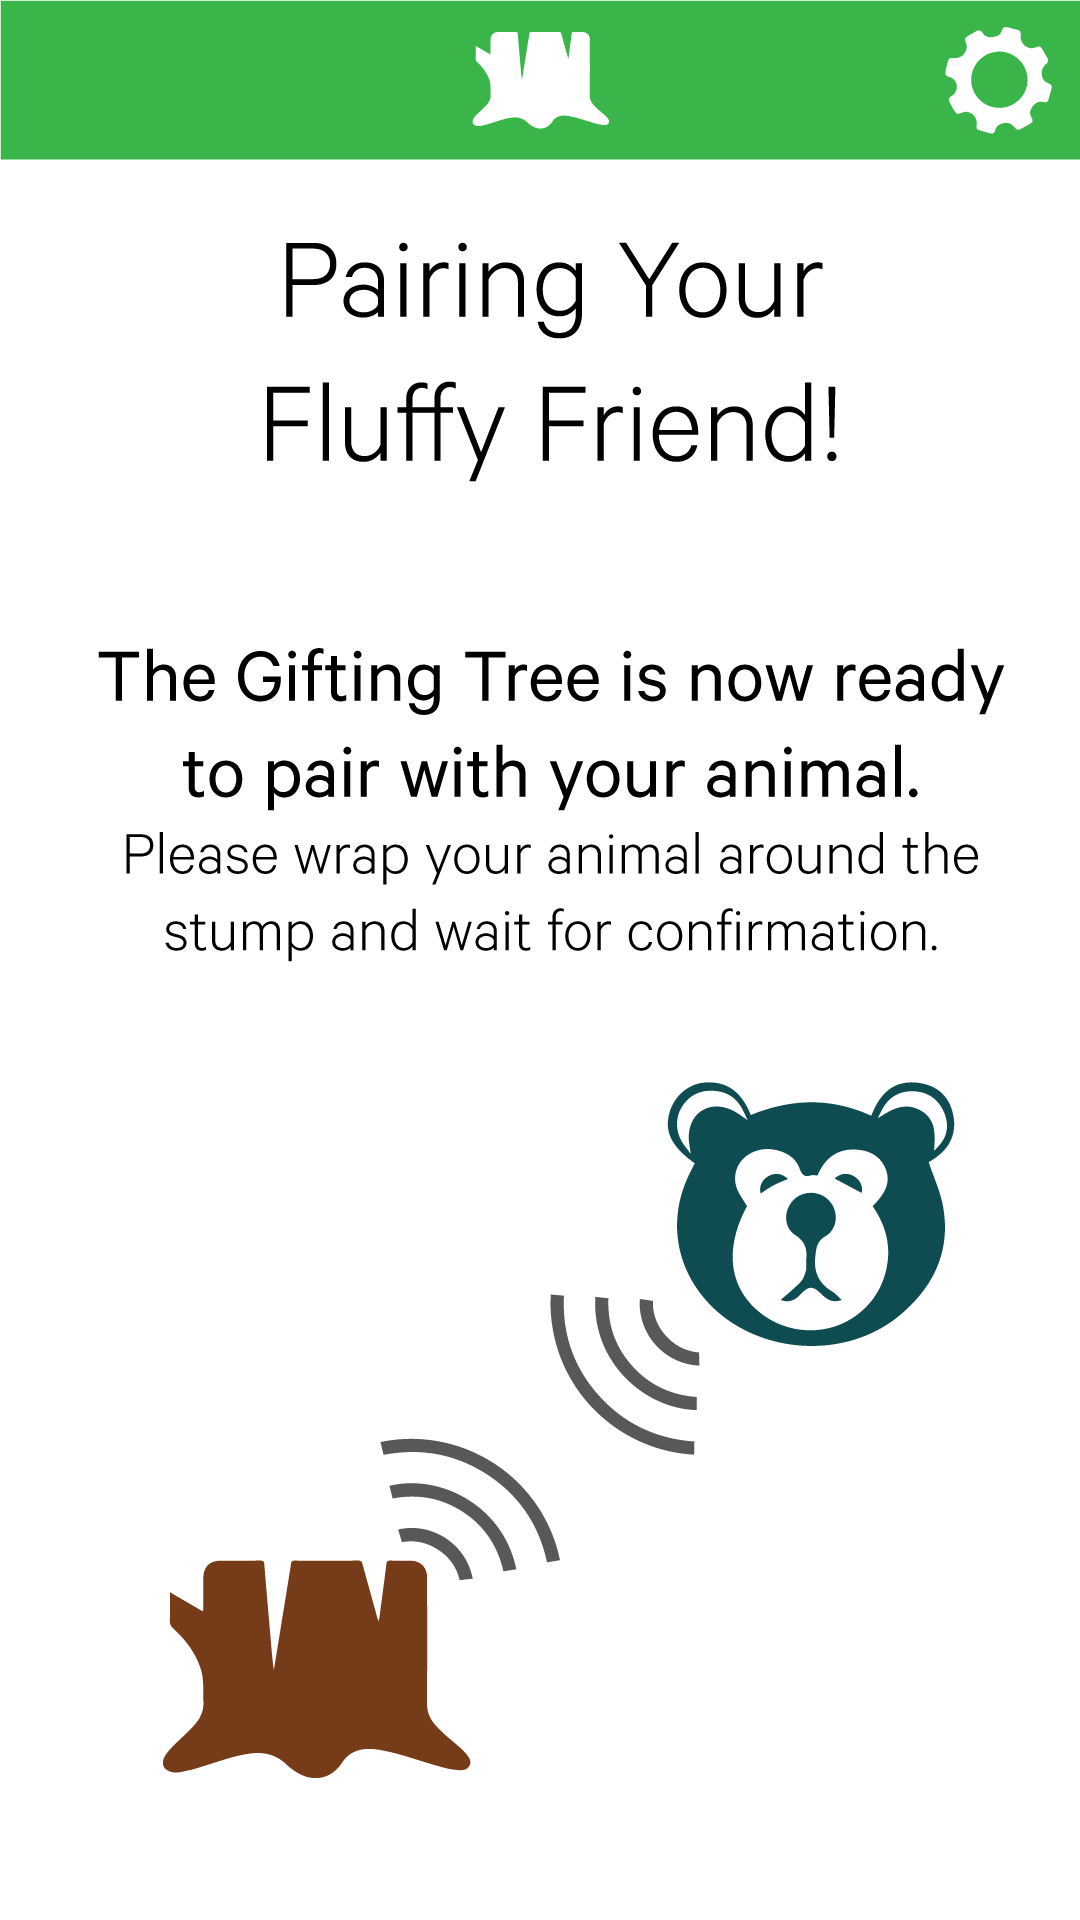 Pairing Your
Fluffy Friend!
The Gifting Tree is now ready
to pair with your animal.
Please wrap your animal around the
stump and wait for confirmation.